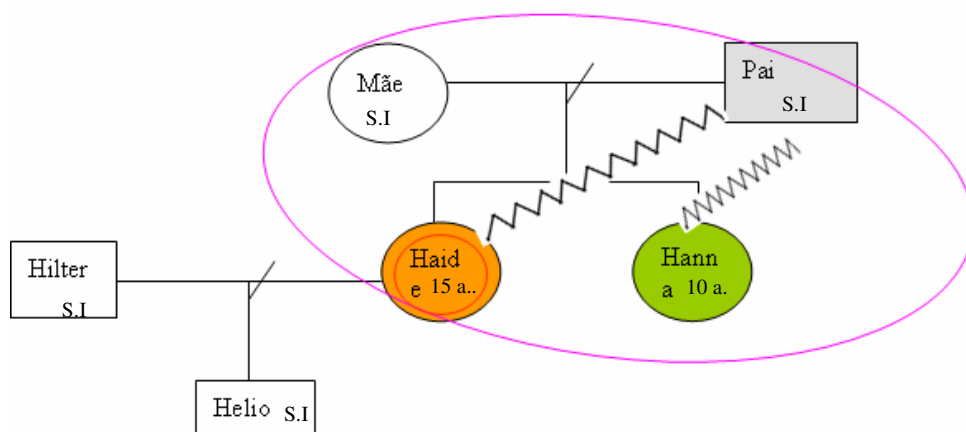 Mãe
S.I
Pai
S.I
Haid
e 15 a..
Hann
a 10 a.
Hilter
S.I
Helio S.I